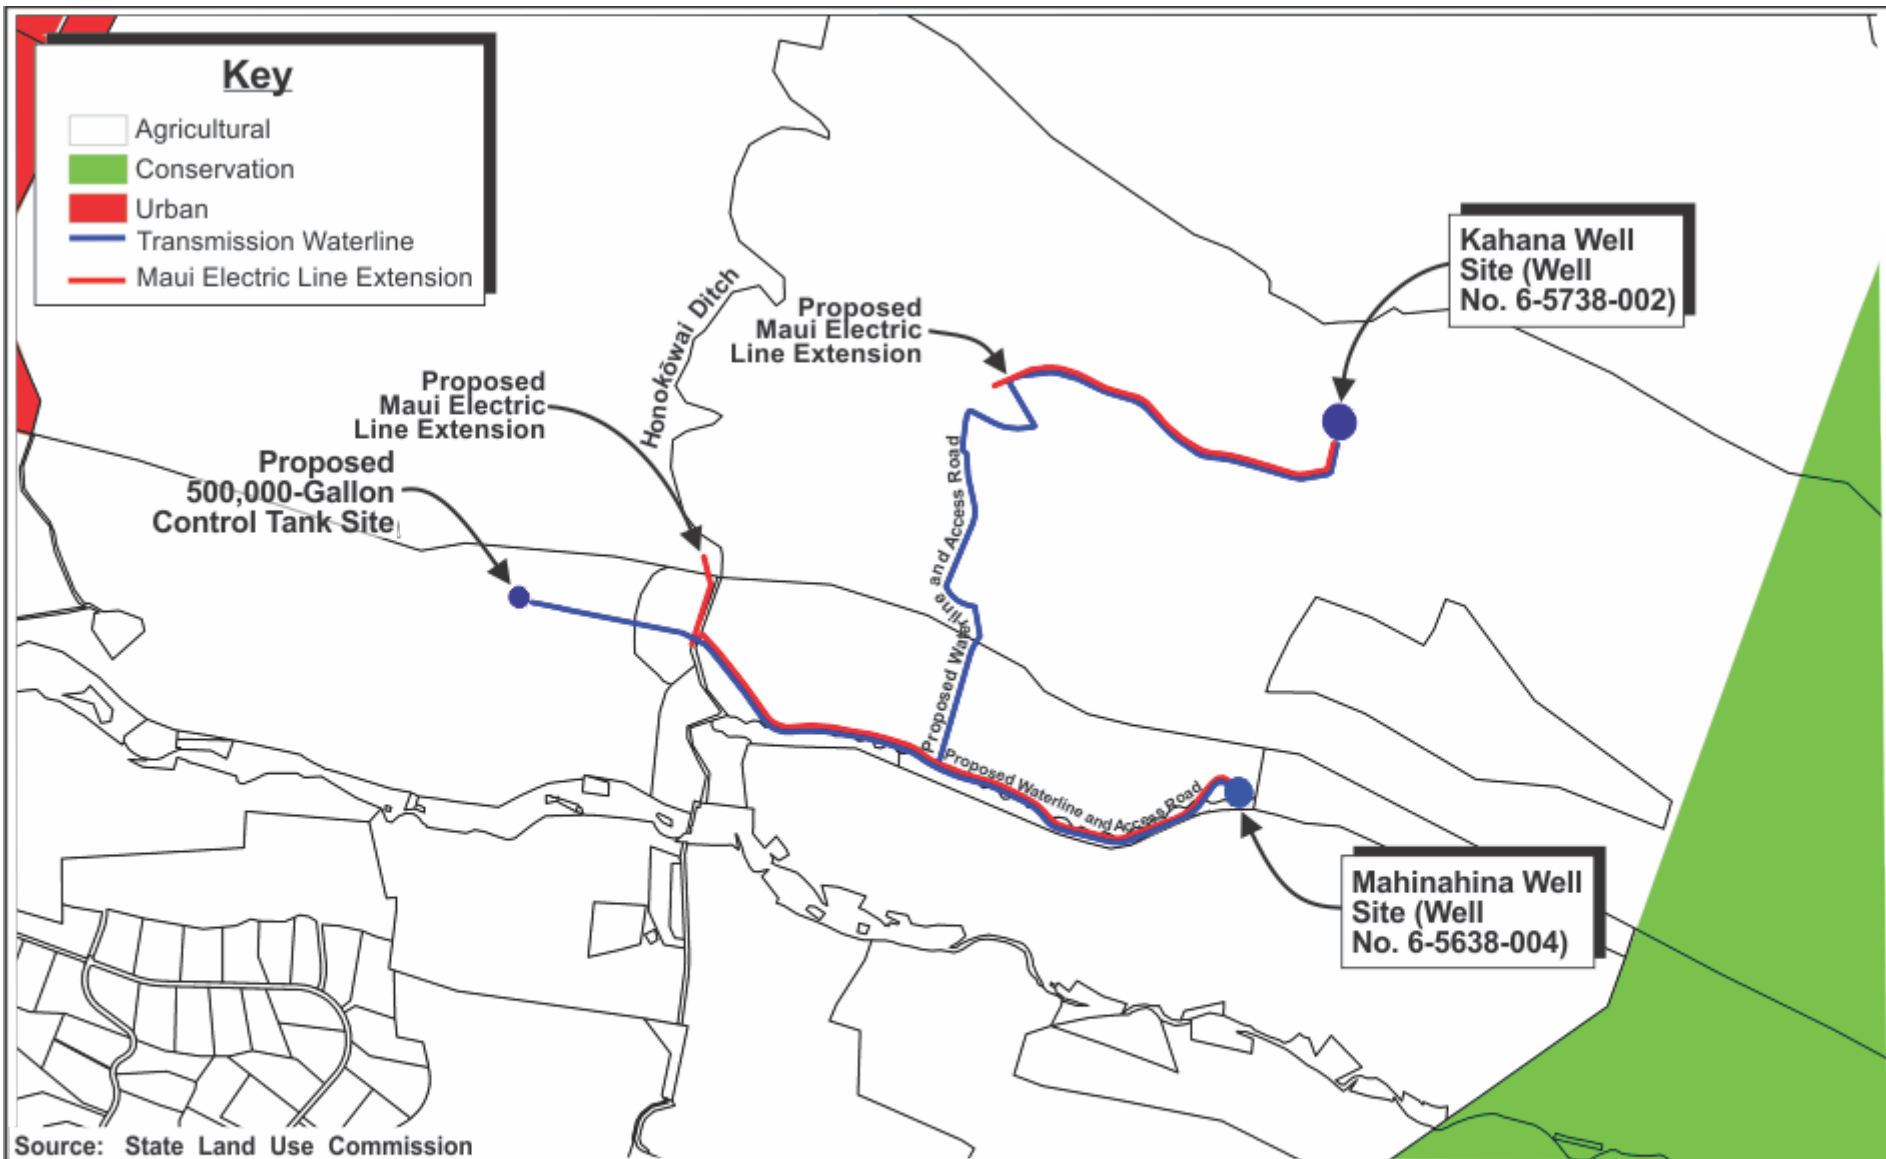 Key
Agricultural
Conservation
Urban
Transmission Waterline
Maui Electric Line Extension
Kahana Well
Site (Well
No. 6-5738-002)
Proposed
Maui Electric
Line Extension
Honokōwai Ditch
Proposed
Maui Electric
Line Extension
Proposed
500,000-Gallon
Control Tank Site
Proposed Waterline and Access Road
Proposed Waterline and Access Road
Mahinahina Well
Site (Well
No. 6-5638-004)
Source: State Land Use Commission